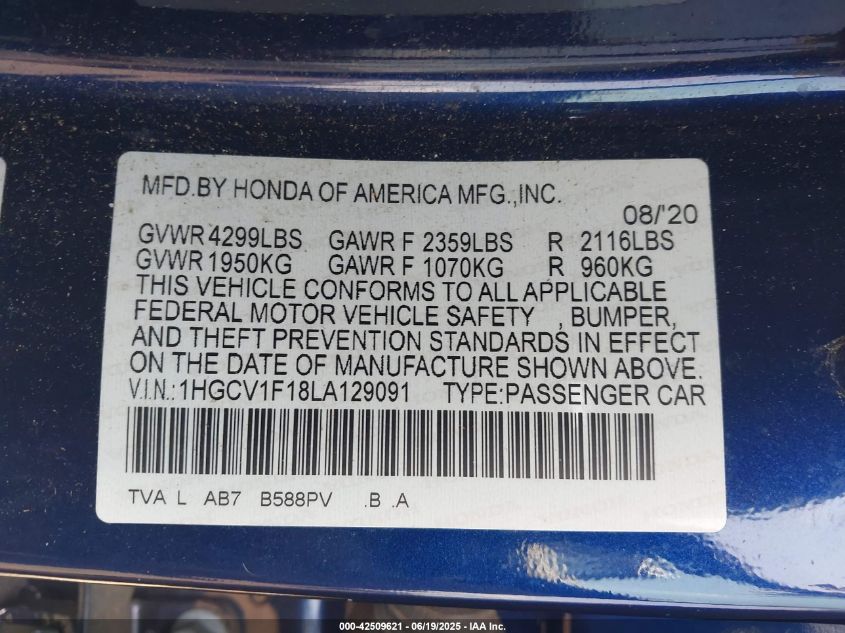 MFD.BY HONDA OF AMERICA MFG.,INC.
08/'20
GVWR 4299LBS GAWR F 2359LBS R 2116LBS
GVWR 1950KG GAWR F 1070KG R 960KG
THIS VEHICLE CONFORMS TO ALL APPLICABLE
FEDERAL MOTOR VEHICLE SAFETY , BUMPER,
AND THEFT PREVENTION STANDARDS IN EFFECT
ON THE DATE OF MANUFACTURE SHOWN ABOVE.
V.I.N.:1HGCV1F18LA129091 TYPE:PASSENGER CAR
TVA L AB7 B588PV .B .A
000-42509621 - 06/19/2025 - IAA Inc.